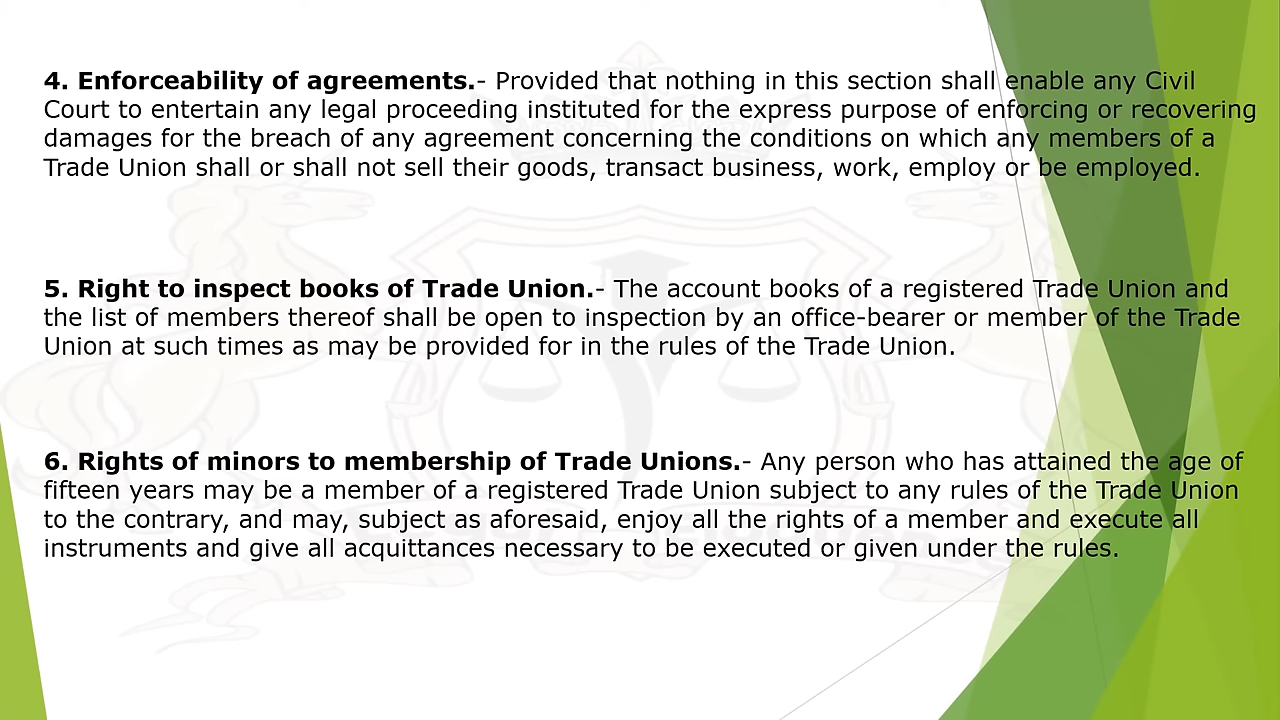 4. Enforceability of agreements.- Provided that nothing in this section shall enable any Civil
Court to entertain any legal proceeding instituted for the express purpose of enforcing or recovering
damages for the breach of any agreement concerning the conditions on which any members of a
Trade Union shall or shall not sell their goods, transact business, work, employ or be employed.
5. Right to inspect books of Trade Union.- The account books of a registered Trade Union and
the list of members thereof shall be open to inspection by an office-bearer or member of the Trade
Union at such times as may be provided for in the rules of the Trade Union.
6. Rights of minors to membership of Trade Unions.- Any person who has attained the age of
fifteen years may be a member of a registered Trade Union subject to any rules of the Trade Union
to the contrary, and may, subject as aforesaid, enjoy all the rights of a member and execute all
instruments and give all acquittances necessary to be executed or given under the rules.